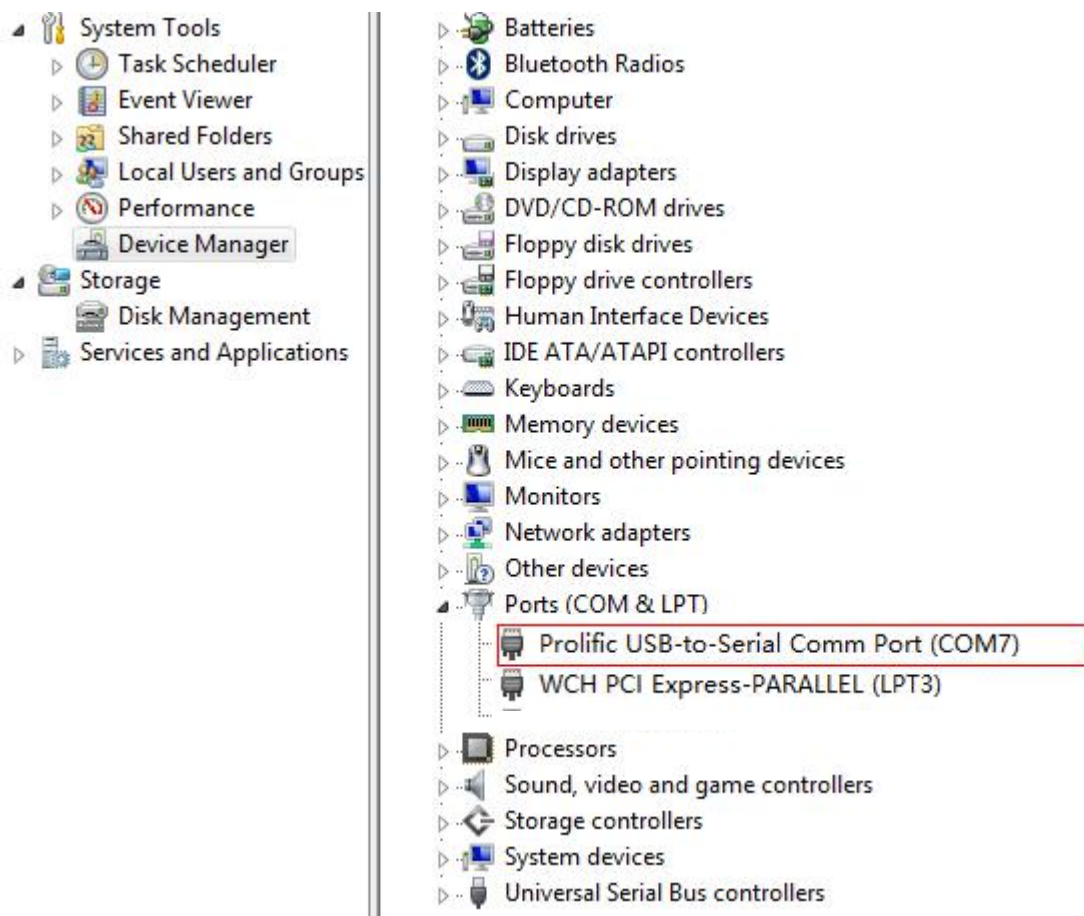 System Tools
Task Scheduler
Event Viewer
Shared Folders
Local Users and Groups
Performance
Device Manager
Storage
Disk Management
Services and Applications
Batteries
Bluetooth Radios
Computer
Disk drives
Display adapters
DVD/CD-ROM drives
Floppy disk drives
Floppy drive controllers
Human Interface Devices
IDE ATA/ATAPI controllers
Keyboards
Memory devices
Mice and other pointing devices
Monitors
Network adapters
Other devices
Ports (COM & LPT)
Prolific USB-to-Serial Comm Port (COM7)
WCH PCI Express-PARALLEL (LPT3)
Processors
Sound, video and game controllers
Storage controllers
System devices
Universal Serial Bus controllers